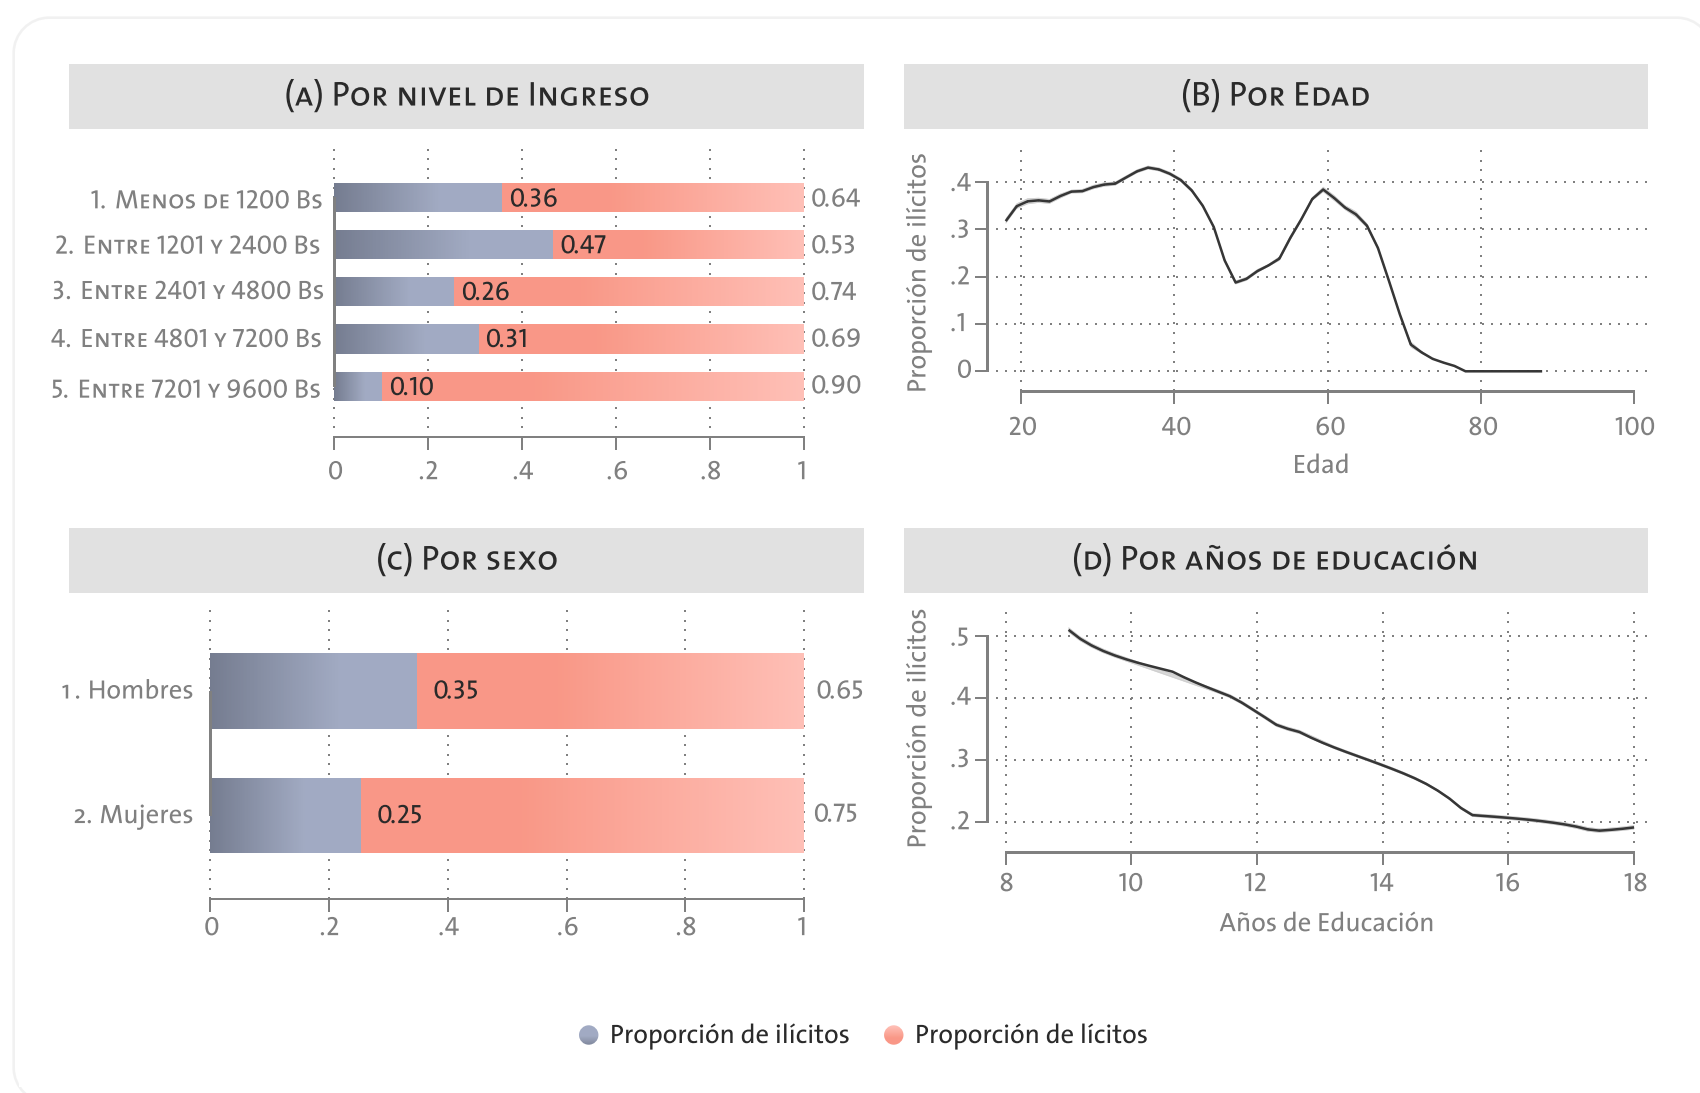 (A) Por nivel de Ingreso
1. Menos de 1200 Bs 0.36 0.64
2. Entre 1201 y 2400 Bs 0.47 0.53
3. Entre 2401 y 4800 Bs 0.26 0.74
4. Entre 4801 y 7200 Bs 0.31 0.69
5. Entre 7201 y 9600 Bs 0.10 0.90
0 .2 .4 .6 .8 1
(B) Por Edad
Proporción de ilícitos
.4
.3
.2
.1
0
20 40 60 80 100
Edad
(C) Por sexo
1. Hombres 0.35 0.65
2. Mujeres 0.25 0.75
0 .2 .4 .6 .8 1
(D) Por años de educación
Proporción de ilícitos
.5
.4
.3
.2
8 10 12 14 16 18
Años de Educación
Proporción de ilícitos Proporción de lícitos